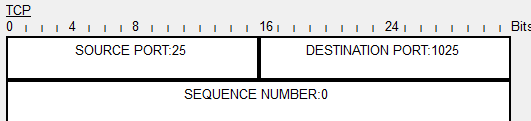 TCP
0 4 8 16 24 Bits
SOURCE PORT:25 DESTINATION PORT:1025
SEQUENCE NUMBER:0